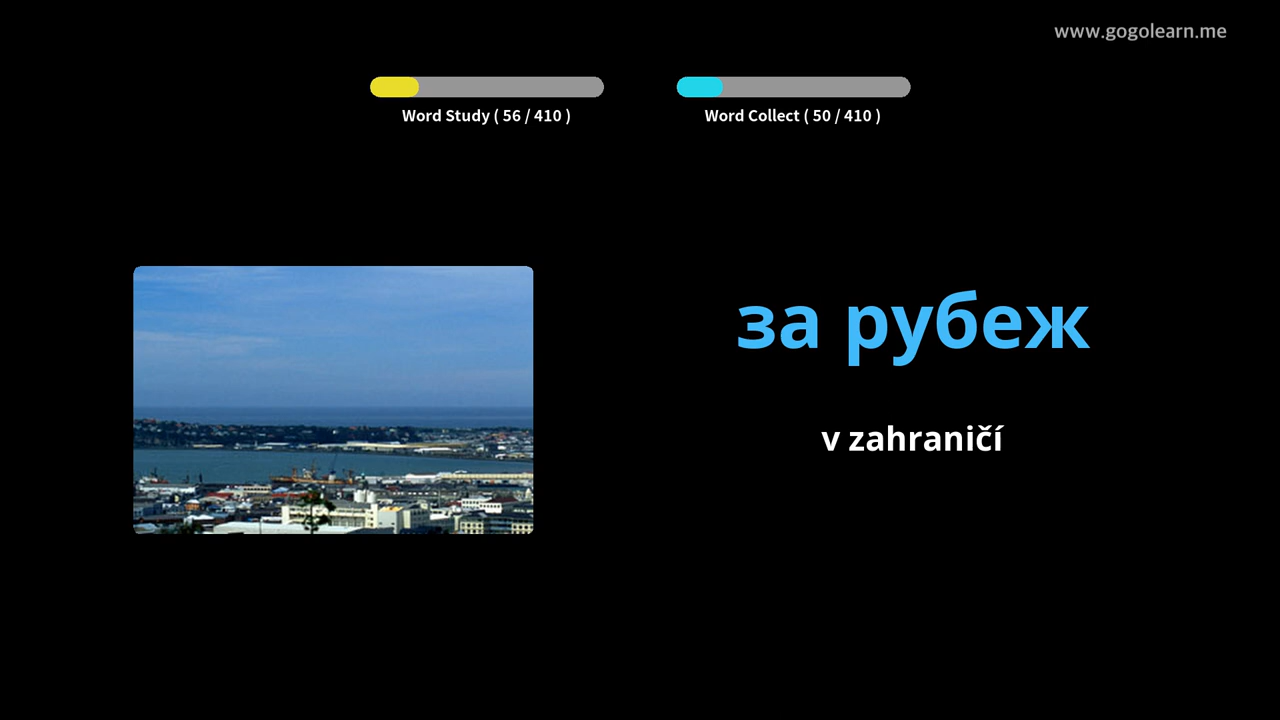 www.gogolearn.me
Word Study ( 56 / 410 )
Word Collect ( 50 / 410 )
за рубеж
v zahraničí